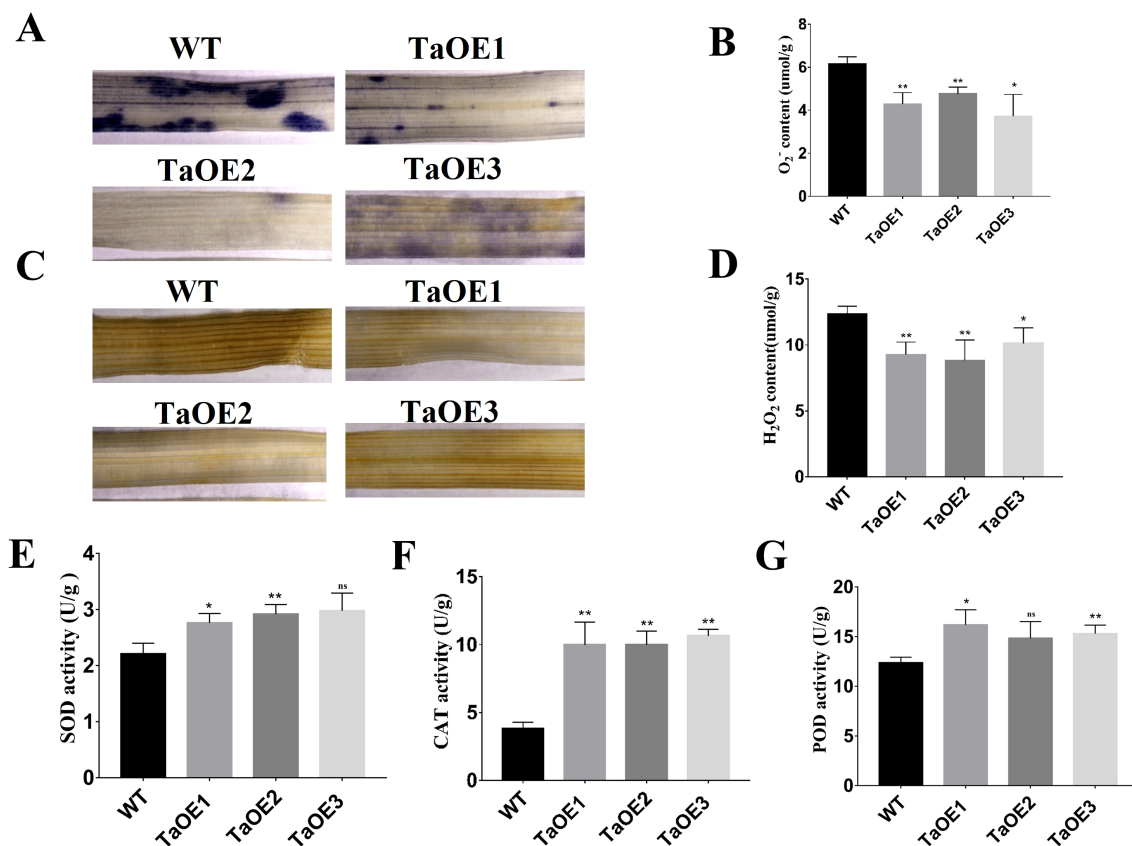 A
WT
TaOE1
TaOE2
TaOE3
B
O₂⁻ content (umol/g )
8
6
4
2
0
**
**
*
WT
TaOE1
TaOE2
TaOE3
C
WT
TaOE1
TaOE2
TaOE3
D
H₂O₂ content(umol/g)
15
10
5
0
**
**
*
WT
TaOE1
TaOE2
TaOE3
E
SOD activity (U/g )
4
3
2
1
0
*
**
ns
WT
TaOE1
TaOE2
TaOE3
F
CAT activity (U/g)
15
10
5
0
**
**
**
WT
TaOE1
TaOE2
TaOE3
G
POD activity (U/g)
20
15
10
5
0
*
ns
**
WT
TaOE1
TaOE2
TaOE3